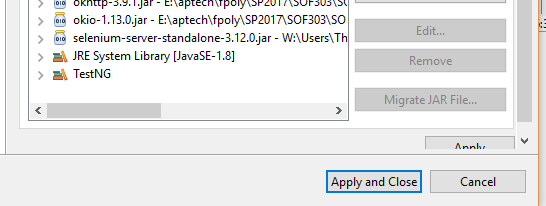 okhttp-3.9.1.jar - E:\aptech\fpoly\SP2017\SOF303\SO
okio-1.13.0.jar - E:\aptech\fpoly\SP2017\SOF303\SO
selenium-server-standalone-3.12.0.jar - W:\Users\Th
JRE System Library [JavaSE-1.8]
TestNG
Edit...
Remove
Migrate JAR File...
Apply
Apply and Close
Cancel